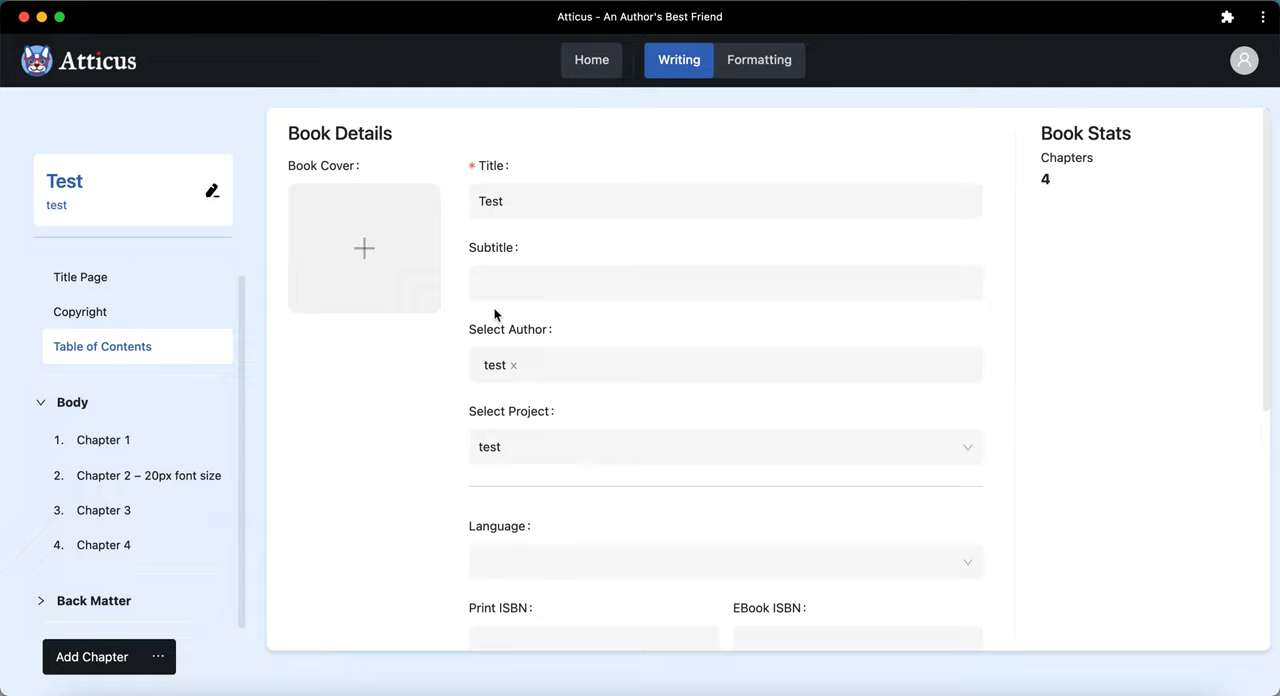 Atticus - An Author's Best Friend
Atticus
Home
Writing
Formatting
Test
test
Title Page
Copyright
Table of Contents
Body
1. Chapter 1
2. Chapter 2 – 20px font size
3. Chapter 3
4. Chapter 4
Back Matter
Add Chapter ...
Book Details
Book Cover:
* Title:
Test
Subtitle:
Select Author:
test ×
Select Project:
test
Language:
Print ISBN:
EBook ISBN:
Book Stats
Chapters
4